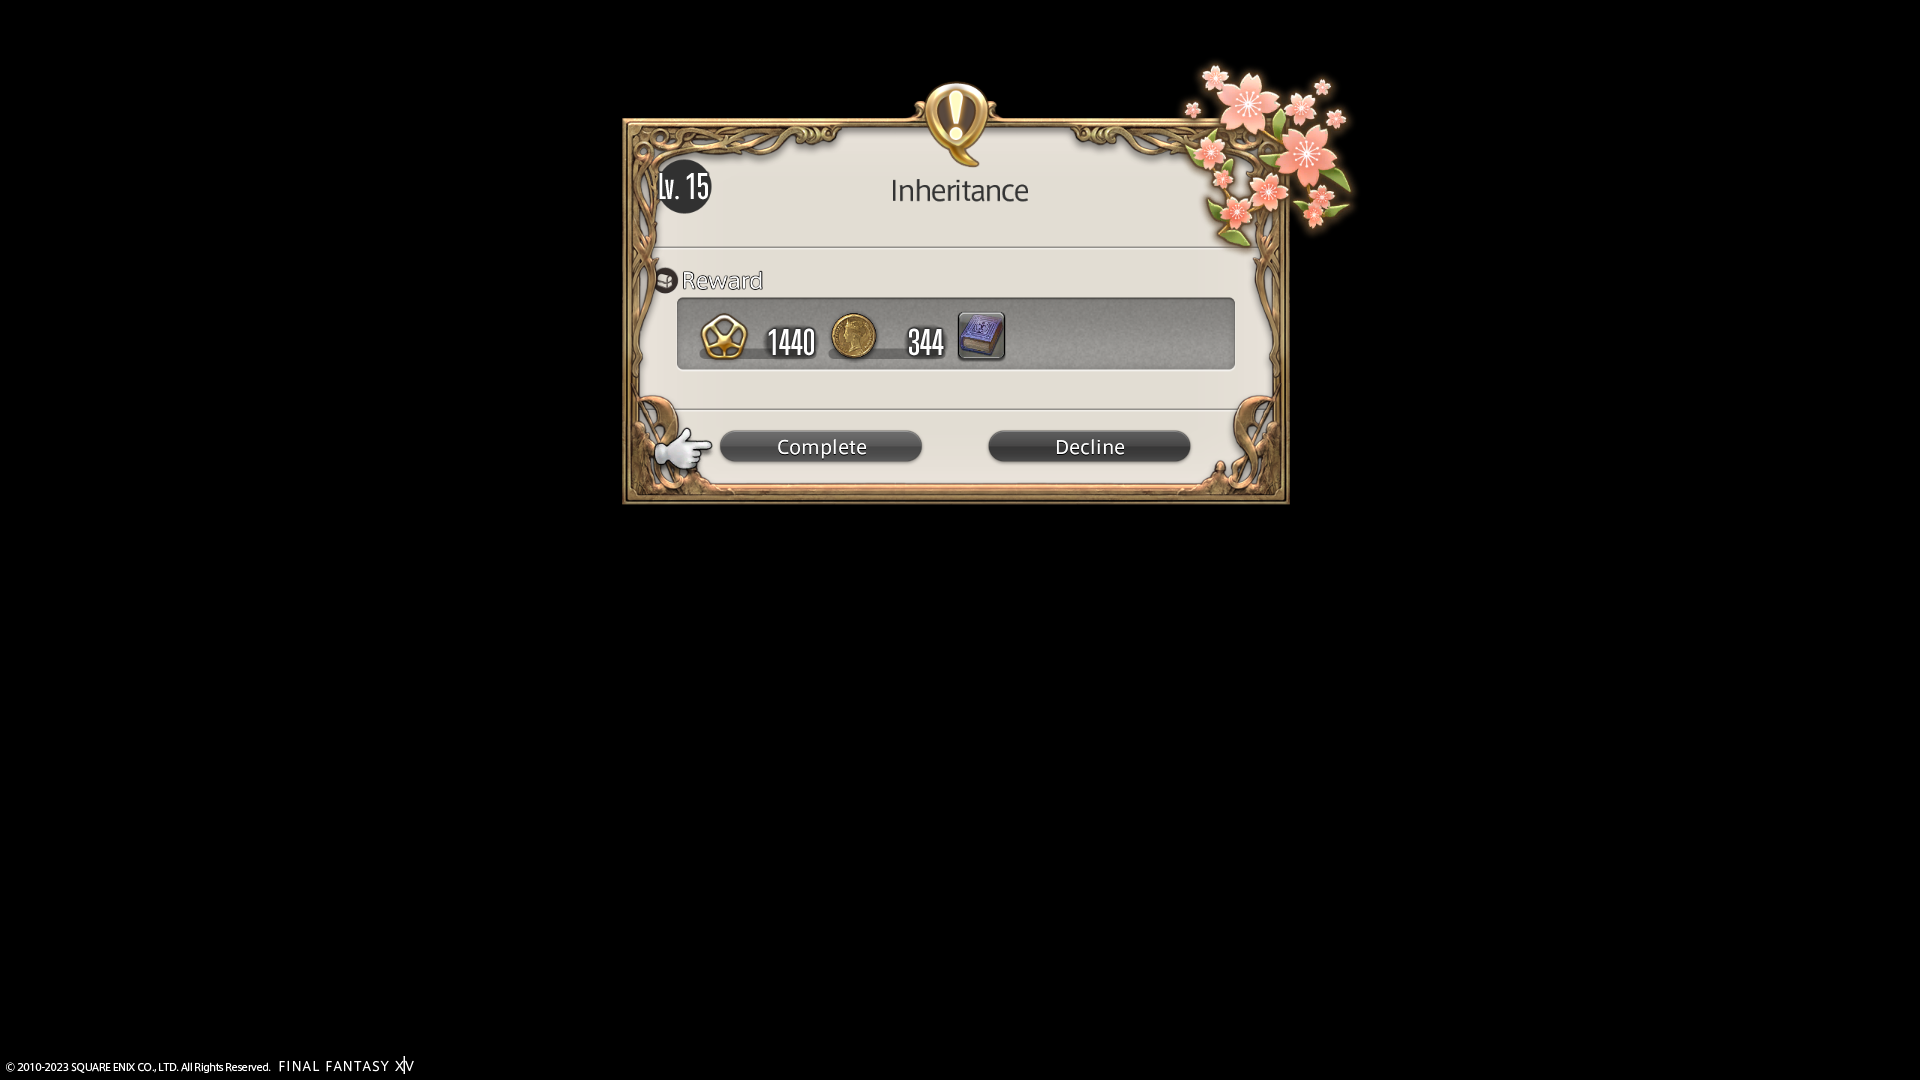 Lv. 15
Inheritance
Reward
1440 344
Complete Decline
© 2010-2023 SQUARE ENIX CO., LTD. All Rights Reserved. FINAL FANTASY XIV